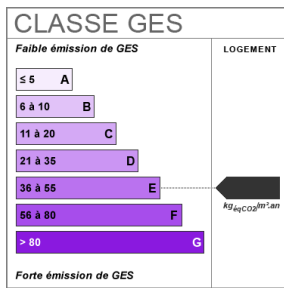 CLASSE GES
Faible émission de GES
LOGEMENT
≤ 5 A
6 à 10 B
11 à 20 C
21 à 35 D
36 à 55 E
kgéqCO2/m².an
56 à 80 F
> 80 G
Forte émission de GES